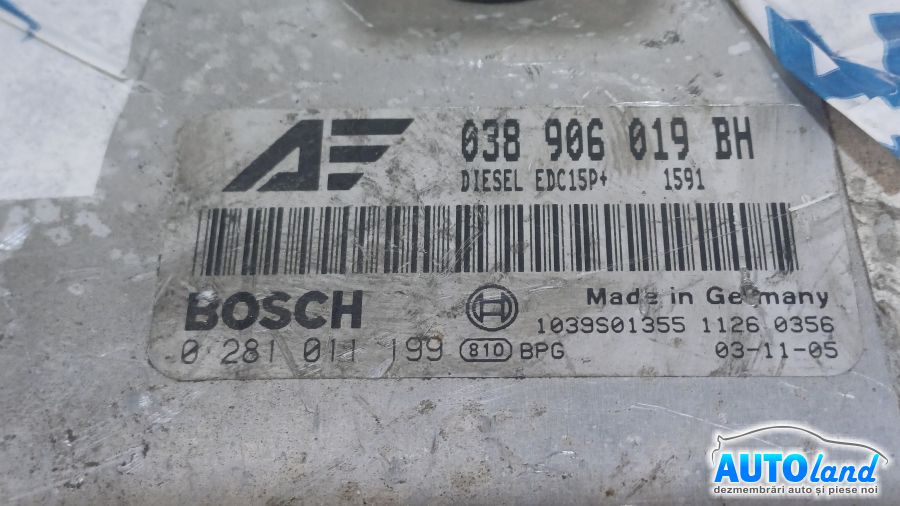 AE 038 906 019 BH
DIESEL EDC15P+ 1591
BOSCH Made in Germany
1039S01355 1126 0356
0 281 011 199 810 BPG 03-11-05
AUTOland
dezmembrări auto și piese noi